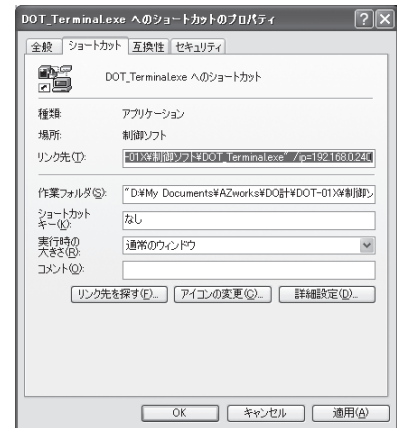 DOT_Terminal.exe へのショートカットのプロパティ
全般 ショートカット 互換性 セキュリティ
DOT_Terminal.exe へのショートカット
種類: アプリケーション
場所: 制御ソフト
リンク先(T): -01X¥制御ソフト¥DOT_Terminal.exe" /ip=192.168.0.240
作業フォルダ(S): "D:¥My Documents¥AZworks¥DO計¥DOT-01X¥制御ソ
ショートカット
キー(K): なし
実行時の
大きさ(R): 通常のウィンドウ
コメント(O):
リンク先を探す(F)... アイコンの変更(C)... 詳細設定(D)...
OK キャンセル 適用(A)